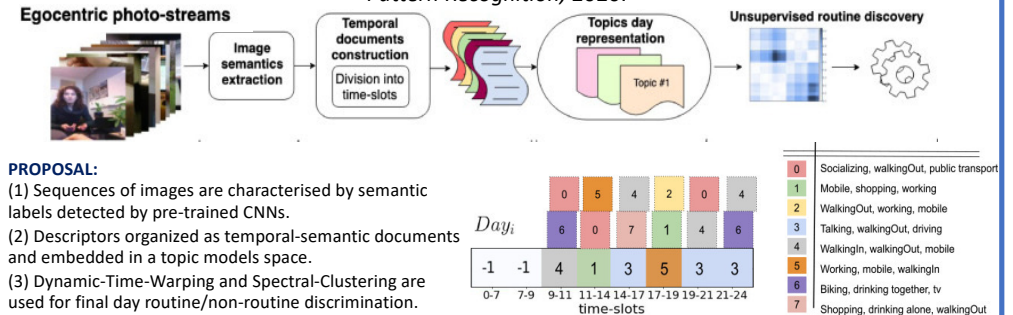 Pattern Recognition, 2020.
Egocentric photo-streams
Image
semantics
extraction
Temporal
documents
construction
Division into
time-slots
Topics day
representation
Topic #1
Unsupervised routine discovery
PROPOSAL:
(1) Sequences of images are characterised by semantic
labels detected by pre-trained CNNs.
(2) Descriptors organized as temporal-semantic documents
and embedded in a topic models space.
(3) Dynamic-Time-Warping and Spectral-Clustering are
used for final day routine/non-routine discrimination.
0 5 4 2 0 4
Day_i 6 0 7 1 4 6
-1 -1 4 1 3 5 3 3
0-7 7-9 9-11 11-14 14-17 17-19 19-21 21-24
time-slots
0 Socializing, walkingOut, public transport
1 Mobile, shopping, working
2 WalkingOut, working, mobile
3 Talking, walkingOut, driving
4 WalkingIn, walkingOut, mobile
5 Working, mobile, walkingIn
6 Biking, drinking together, tv
7 Shopping, drinking alone, walkingOut